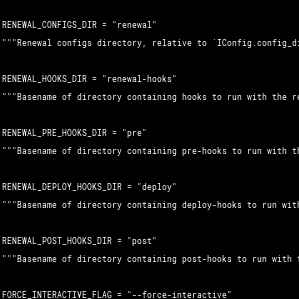 RENEWAL_CONFIGS_DIR = "renewal"
"""Renewal configs directory, relative to `IConfig.config_di
RENEWAL_HOOKS_DIR = "renewal-hooks"
"""Basename of directory containing hooks to run with the re
RENEWAL_PRE_HOOKS_DIR = "pre"
"""Basename of directory containing pre-hooks to run with th
RENEWAL_DEPLOY_HOOKS_DIR = "deploy"
"""Basename of directory containing deploy-hooks to run with
RENEWAL_POST_HOOKS_DIR = "post"
"""Basename of directory containing post-hooks to run with t
FORCE_INTERACTIVE_FLAG = "--force-interactive"